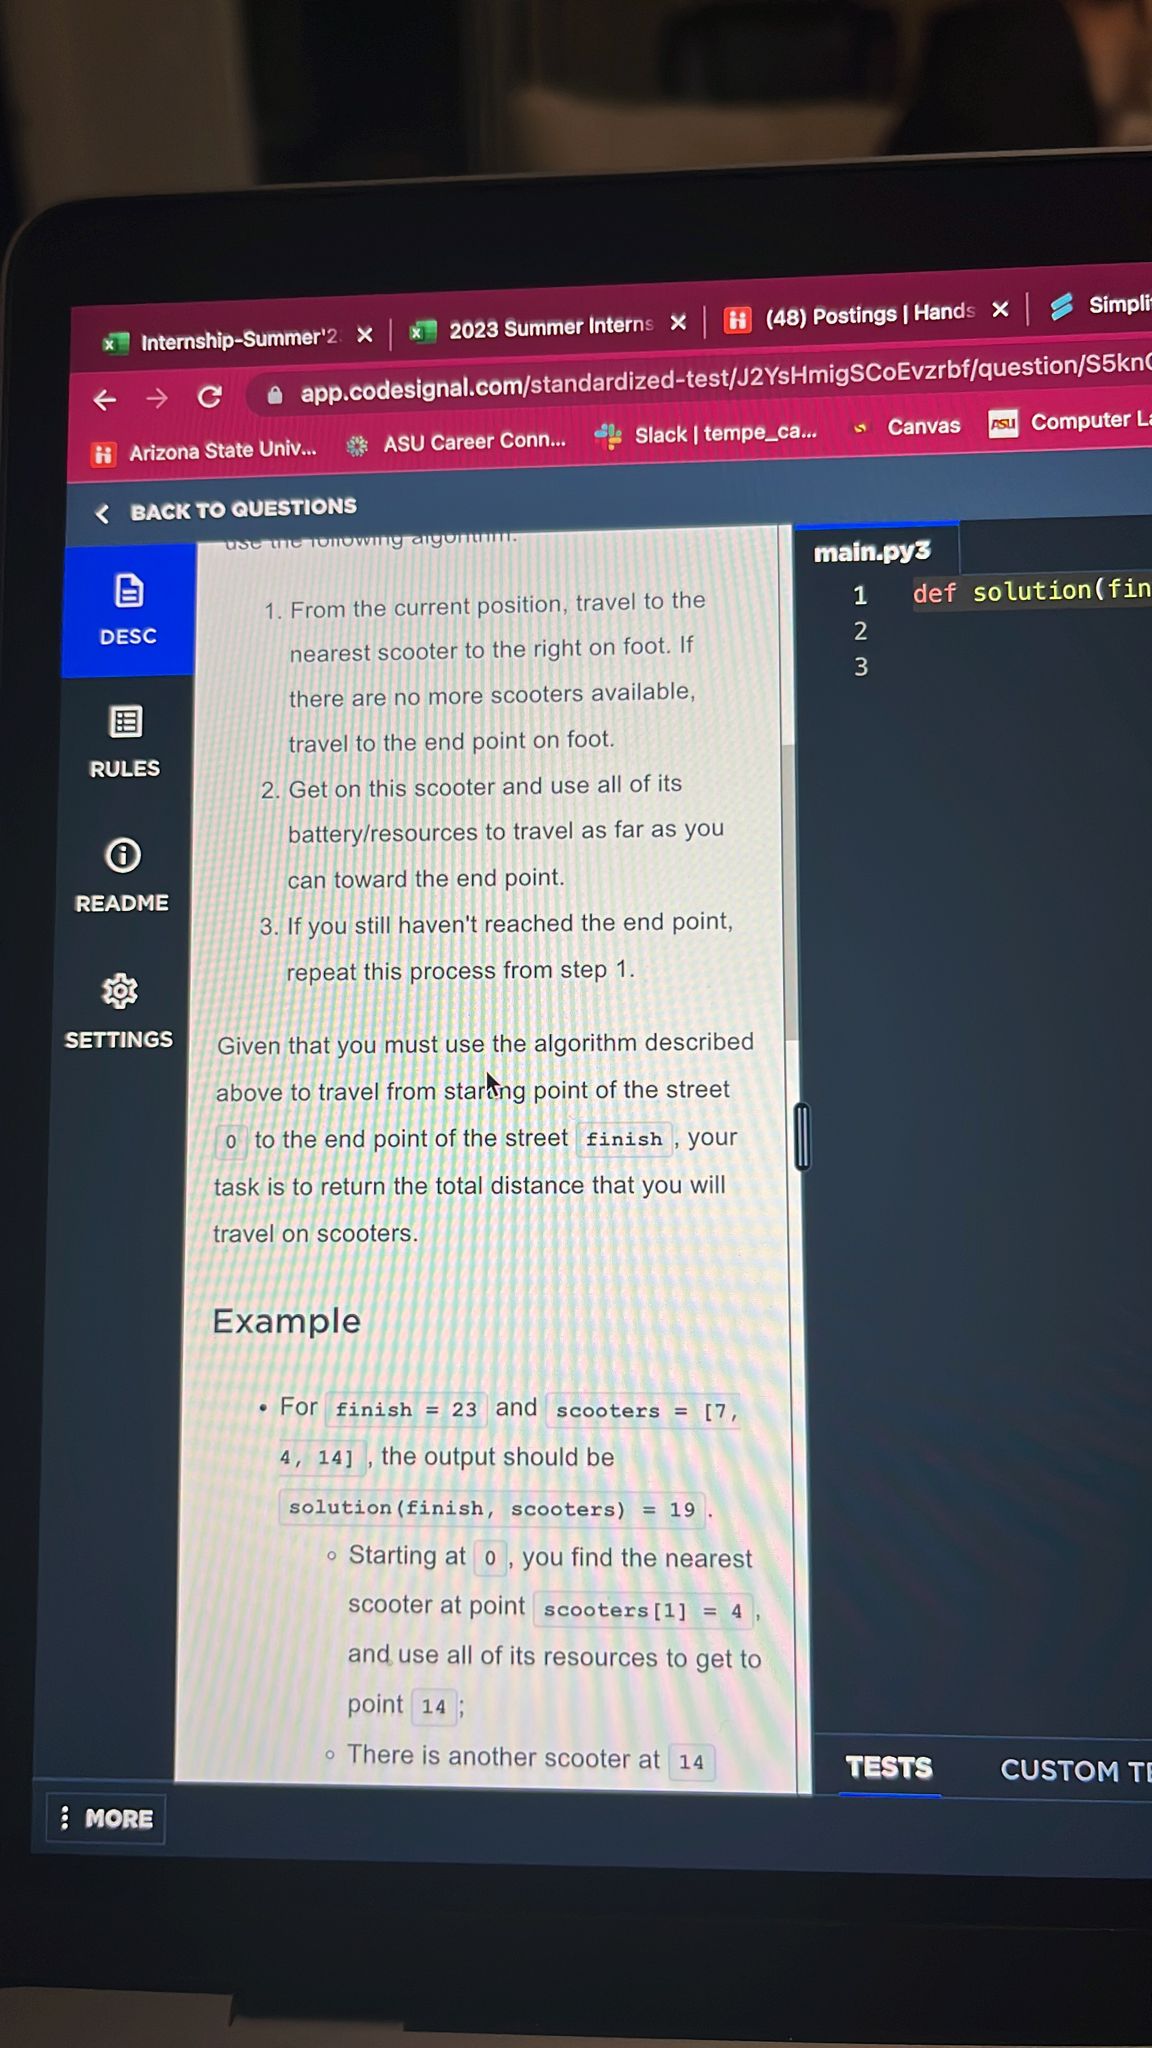 Internship-Summer'2
2023 Summer Interns
(48) Postings | Hands
Simpli
app.codesignal.com/standardized-test/J2YsHmigSCoEvzrbf/question/S5kn
Arizona State Univ...
ASU Career Conn...
Slack | tempe_ca...
Canvas
ASU
Computer La
BACK TO QUESTIONS
use the following algorithm:
DESC
RULES
README
SETTINGS
1. From the current position, travel to the
nearest scooter to the right on foot. If
there are no more scooters available,
travel to the end point on foot.
2. Get on this scooter and use all of its
battery/resources to travel as far as you
can toward the end point.
3. If you still haven't reached the end point,
repeat this process from step 1.
Given that you must use the algorithm described
above to travel from starting point of the street
0 to the end point of the street finish , your
task is to return the total distance that you will
travel on scooters.
Example
• For finish = 23 and scooters = [7,
4, 14] , the output should be
solution(finish, scooters) = 19 .
Starting at 0 , you find the nearest
scooter at point scooters[1] = 4 ,
and use all of its resources to get to
point 14 ;
There is another scooter at 14
main.py3
1 def solution(fin
2
3
TESTS
CUSTOM TE
MORE